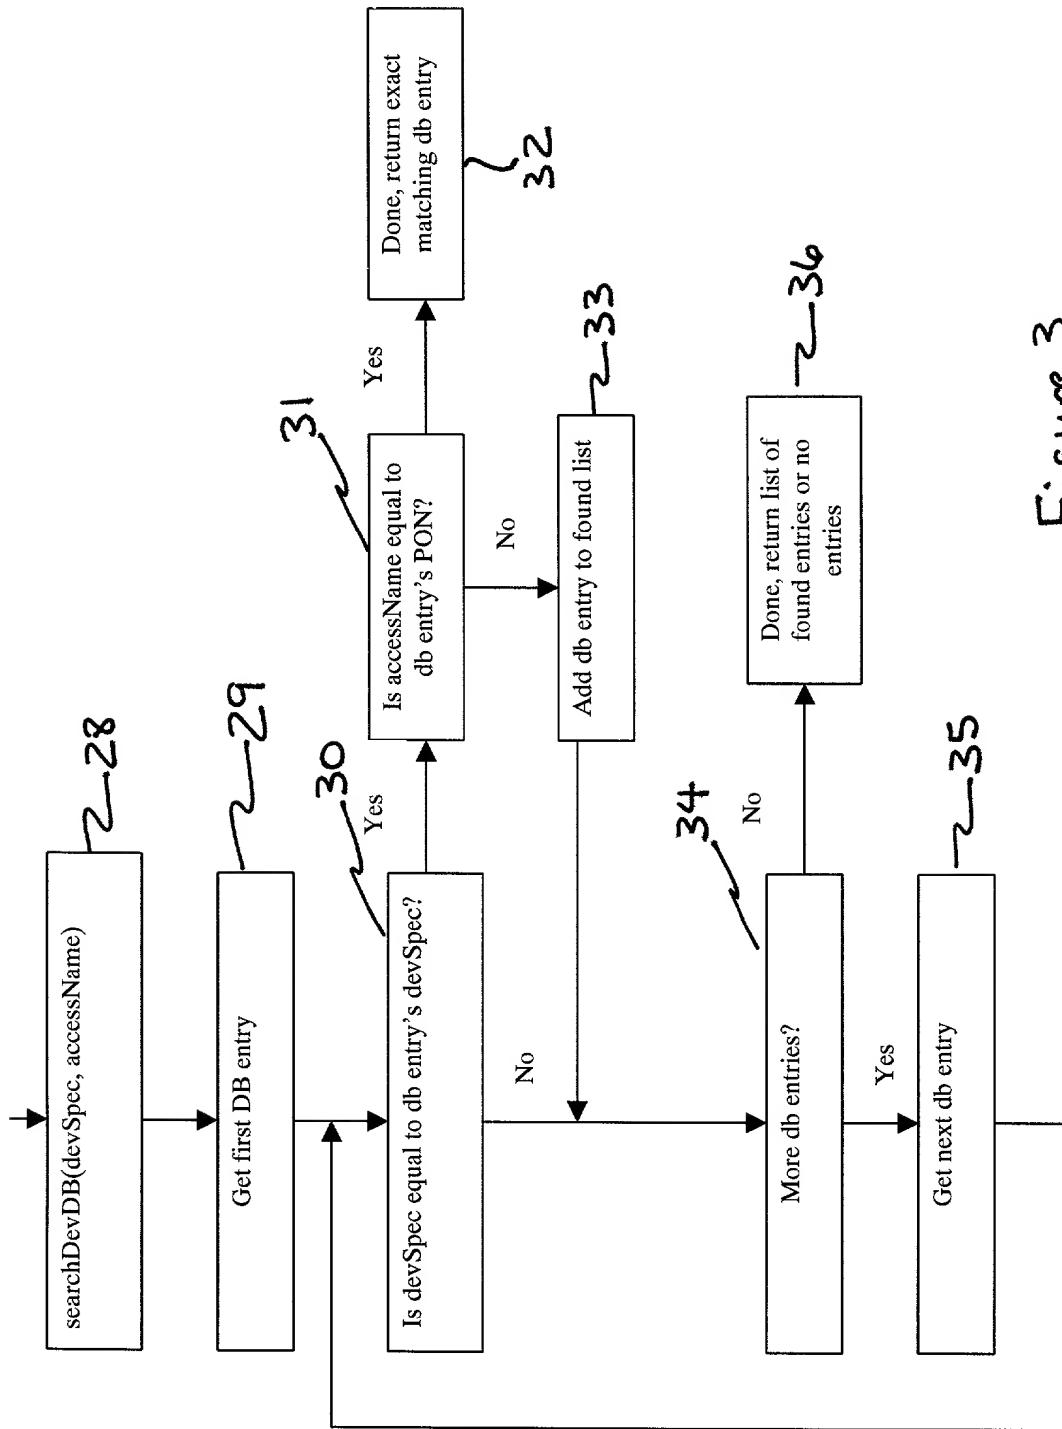 searchDevDB(devSpec, accessName)
28
Get first DB entry
29
Is devSpec equal to db entry's devSpec?
30
Yes
Is accessName equal to
db entry's PON?
31
Yes
Done, return exact
matching db entry
32
No
Add db entry to found list
33
No
More db entries?
34
No
Done, return list of
found entries or no
entries
36
Yes
Get next db entry
35
Figure 3